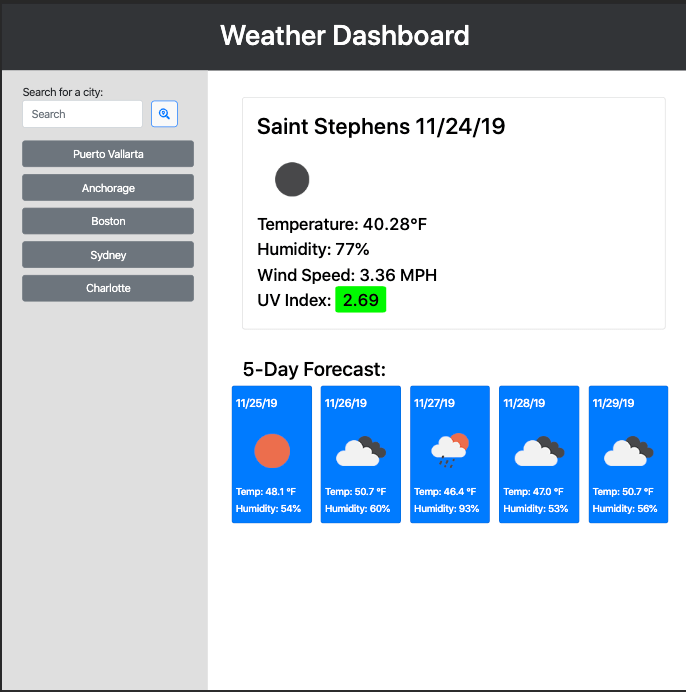 Weather Dashboard
Search for a city:
Search
Puerto Vallarta
Anchorage
Boston
Sydney
Charlotte
Saint Stephens 11/24/19
Temperature: 40.28°F
Humidity: 77%
Wind Speed: 3.36 MPH
UV Index: 2.69
5-Day Forecast:
11/25/19
Temp: 48.1 °F
Humidity: 54%
11/26/19
Temp: 50.7 °F
Humidity: 60%
11/27/19
Temp: 46.4 °F
Humidity: 93%
11/28/19
Temp: 47.0 °F
Humidity: 53%
11/29/19
Temp: 50.7 °F
Humidity: 56%